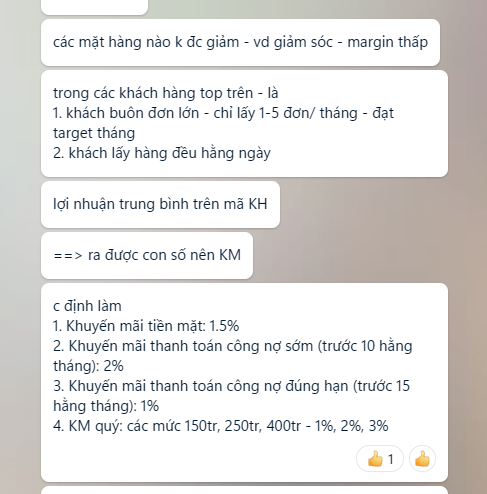 các mặt hàng nào k đc giảm - vd giảm sóc - margin thấp
trong các khách hàng top trên - là
1. khách buôn đơn lớn - chỉ lấy 1-5 đơn/ tháng - đạt
target tháng
2. khách lấy hàng đều hằng ngày
lợi nhuận trung bình trên mã KH
==> ra được con số nên KM
c định làm
1. Khuyến mãi tiền mặt: 1.5%
2. Khuyến mãi thanh toán công nợ sớm (trước 10 hằng
tháng): 2%
3. Khuyến mãi thanh toán công nợ đúng hạn (trước 15
hằng tháng): 1%
4. KM quý: các mức 150tr, 250tr, 400tr - 1%, 2%, 3%
1